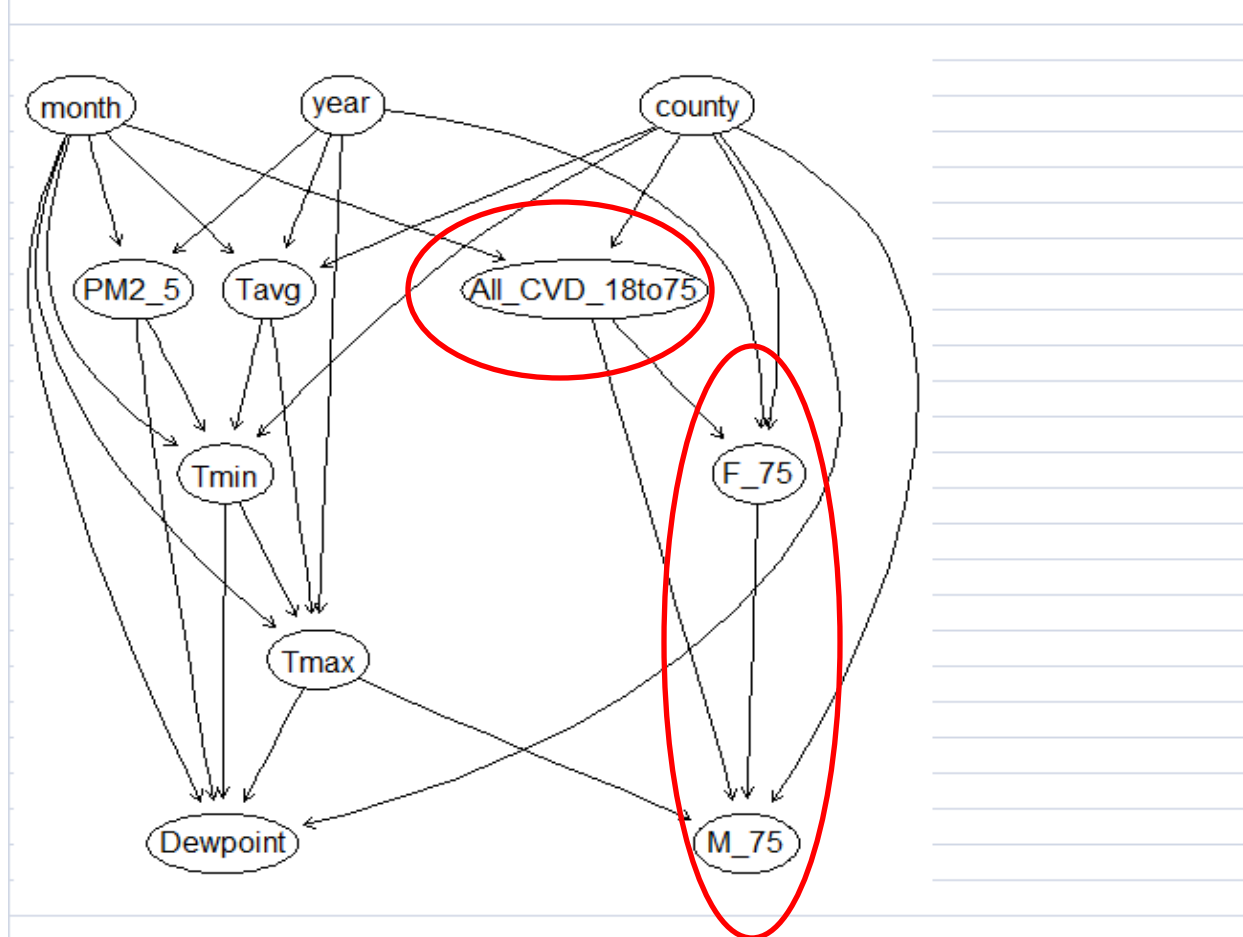 month
year
county
PM2_5
Tavg
All_CVD_18to75
Tmin
F_75
Tmax
Dewpoint
M_75